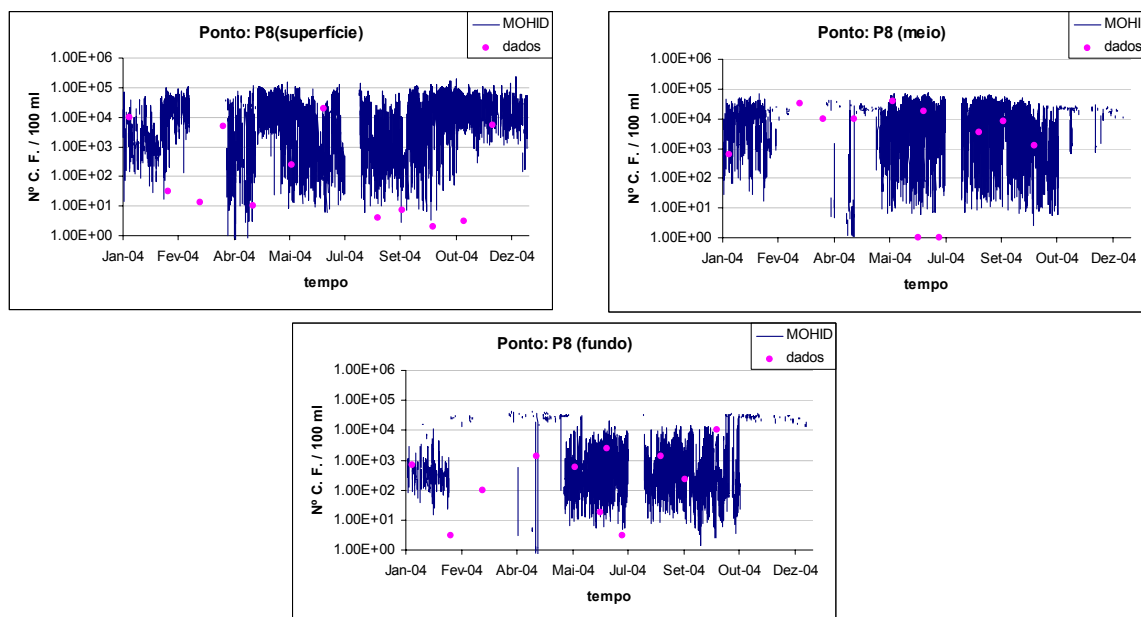 Ponto: P8(superfície)
MOHID
dados
1.00E+06
1.00E+05
1.00E+04
1.00E+03
1.00E+02
1.00E+01
1.00E+00
Nº C. F. / 100 ml
Jan-04 Fev-04 Abr-04 Mai-04 Jul-04 Set-04 Out-04 Dez-04
tempo
Ponto: P8 (meio)
MOHID
dados
1.00E+06
1.00E+05
1.00E+04
1.00E+03
1.00E+02
1.00E+01
1.00E+00
Nº C. F. / 100 ml
Jan-04 Fev-04 Abr-04 Mai-04 Jul-04 Set-04 Out-04 Dez-04
tempo
Ponto: P8 (fundo)
MOHID
dados
1.00E+06
1.00E+05
1.00E+04
1.00E+03
1.00E+02
1.00E+01
1.00E+00
Nº C. F. / 100 ml
Jan-04 Fev-04 Abr-04 Mai-04 Jul-04 Set-04 Out-04 Dez-04
tempo